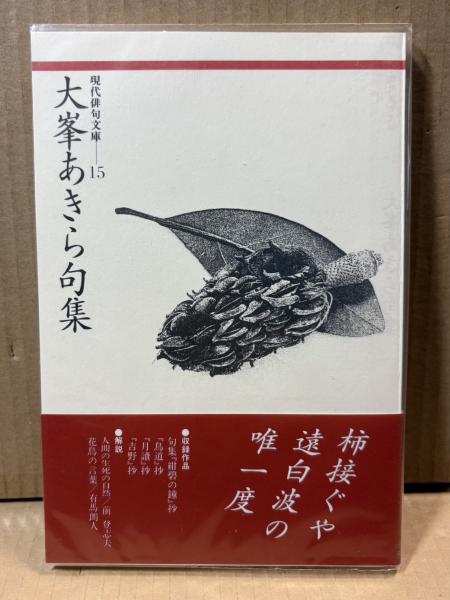 現代俳句文庫—15
大峯あきら句集
柿接ぐや
遠白波の
唯一度
●収録作品
句集『紺碧の鐘』抄
『鳥道』抄
『月讀』抄
『吉野』抄
●解説
人間の生死の自然／前 登志夫
花鳥の言葉／有馬朗人